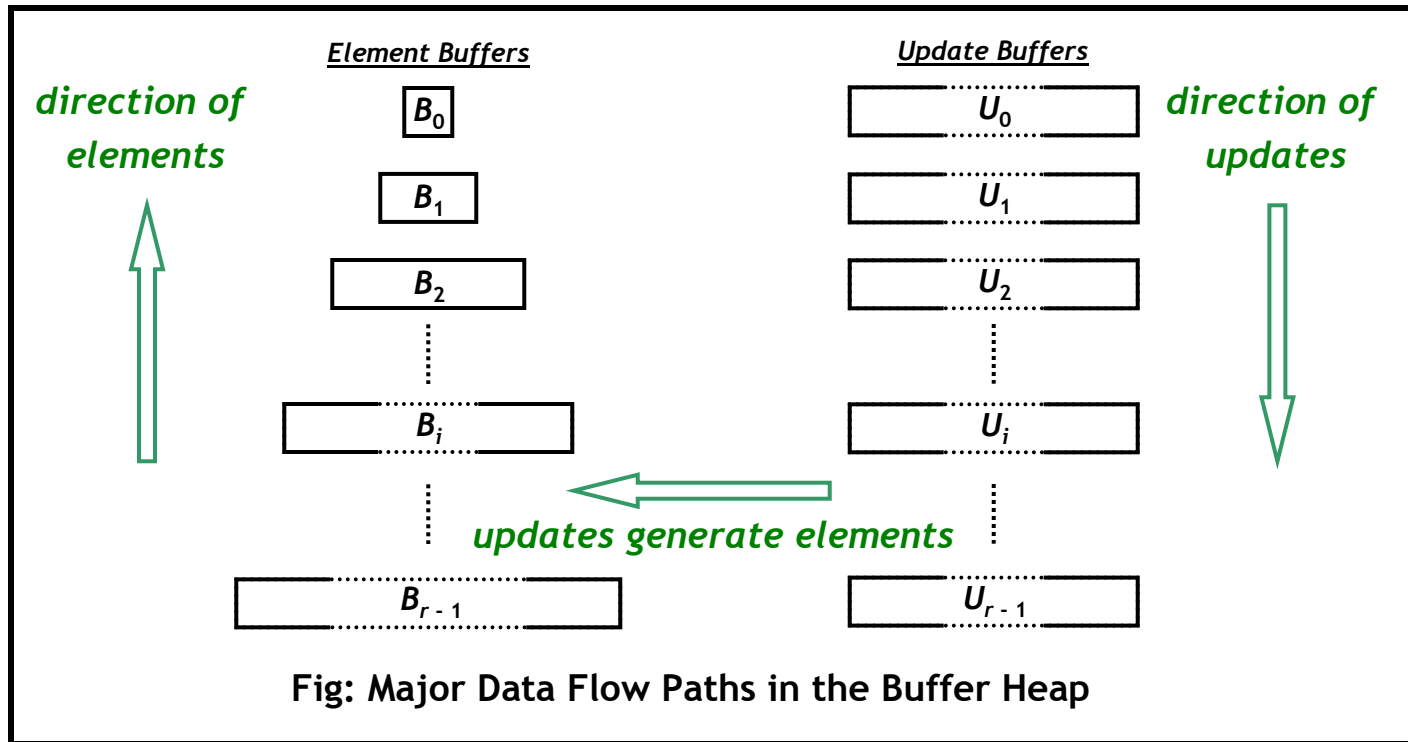 Element Buffers
Update Buffers
direction of
elements
direction of
updates
B₀
U₀
B₁
U₁
B₂
U₂
Bᵢ
Uᵢ
updates generate elements
Bᵣ₋₁
Uᵣ₋₁
Fig: Major Data Flow Paths in the Buffer Heap